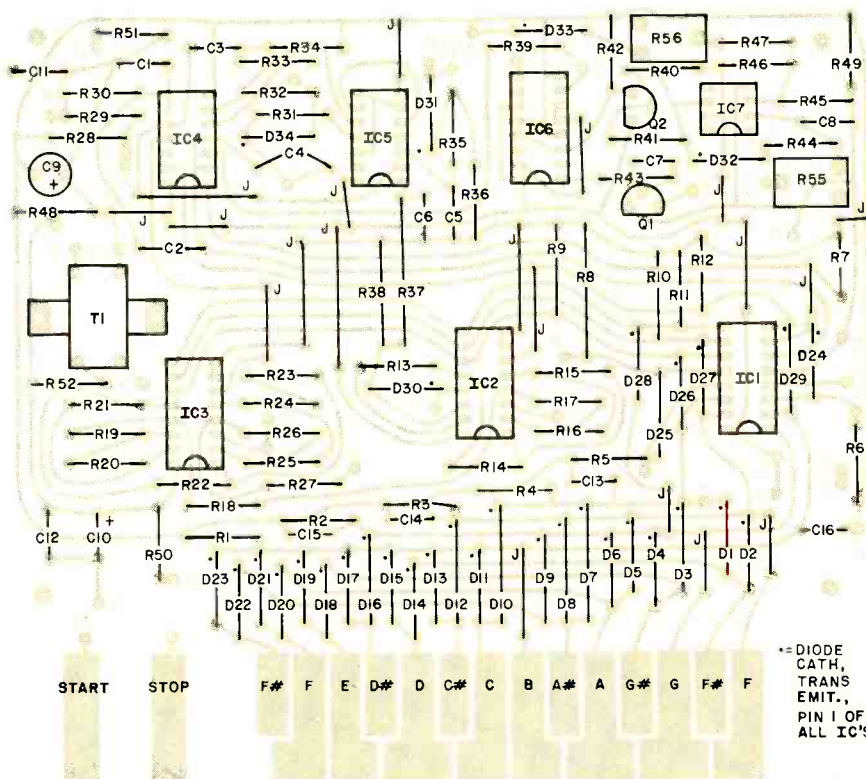 R51 C3 R34 J D33 R42 R56 R47
C11 C1 R33 R39 R40 R46 R49
R30 R32 D31 IC7 R45
R29 R31 R35 Q2 C8
R28 IC4 D34 IC5 IC6 J R41 R44
C9 + C4 C7 D32
R36 R43 R55
R48 J J J C6 C5 Q1 J J
J C2 J J R9 R8 R12 J R7
R38 R37 R10 R11
T1 J J J
R52 R13 IC2 R15 D28 D27 IC1 D29 D24
R23 D30 D26
R21 IC3 R24 R17
R19 R26 R16 D25
R20 R25 R14 R5 R6
R22 R27 R4 C13
R18 R3 J
C12 C10 + R50 R1 R2 C14 J C16
C15 J
D23 D21 D19 D17 D15 D13 D11 J D9 D7 D6 D4 J D1 D2
D22 D20 D18 D16 D14 D12 D10 D8 D5 D3
•=DIODE
CATH,
TRANS
EMIT.,
PIN 1 OF
ALL IC'S
START STOP F# F E D# D C# C B A# A G# G F# F